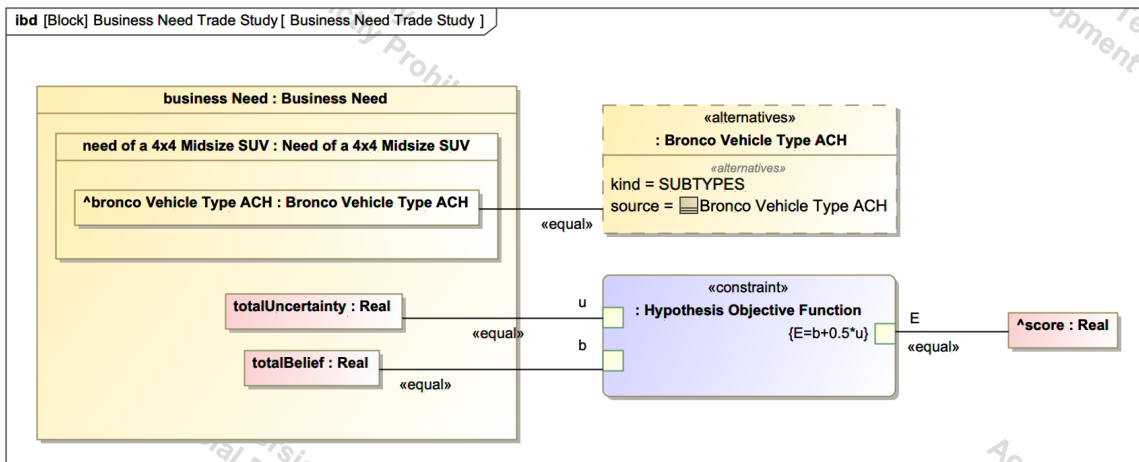 ibd [Block] Business Need Trade Study [ Business Need Trade Study ]
business Need : Business Need
need of a 4x4 Midsize SUV : Need of a 4x4 Midsize SUV
^bronco Vehicle Type ACH : Bronco Vehicle Type ACH
«equal»
«alternatives»
: Bronco Vehicle Type ACH
«alternatives»
kind = SUBTYPES
source = Bronco Vehicle Type ACH
totalUncertainty : Real
«equal»
u
totalBelief : Real
«equal»
b
«constraint»
: Hypothesis Objective Function
{E=b+0.5*u}
E
«equal»
^score : Real